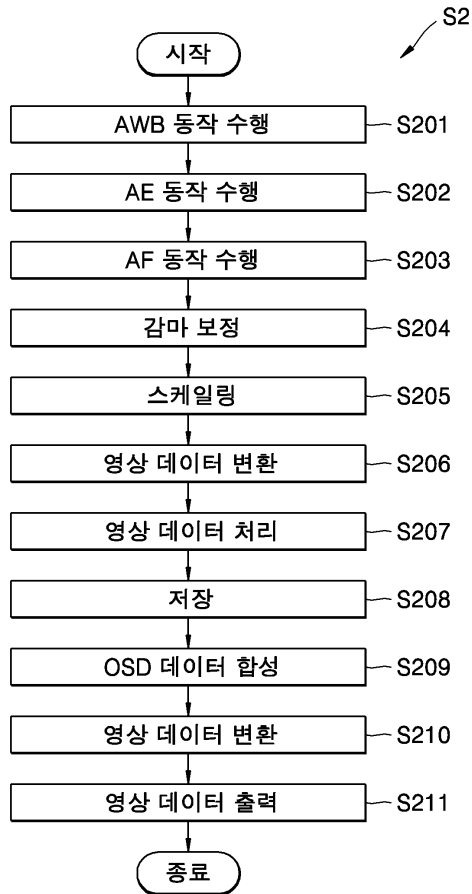 S2
시작
AWB 동작 수행 S201
AE 동작 수행 S202
AF 동작 수행 S203
감마 보정 S204
스케일링 S205
영상 데이터 변환 S206
영상 데이터 처리 S207
저장 S208
OSD 데이터 합성 S209
영상 데이터 변환 S210
영상 데이터 출력 S211
종료